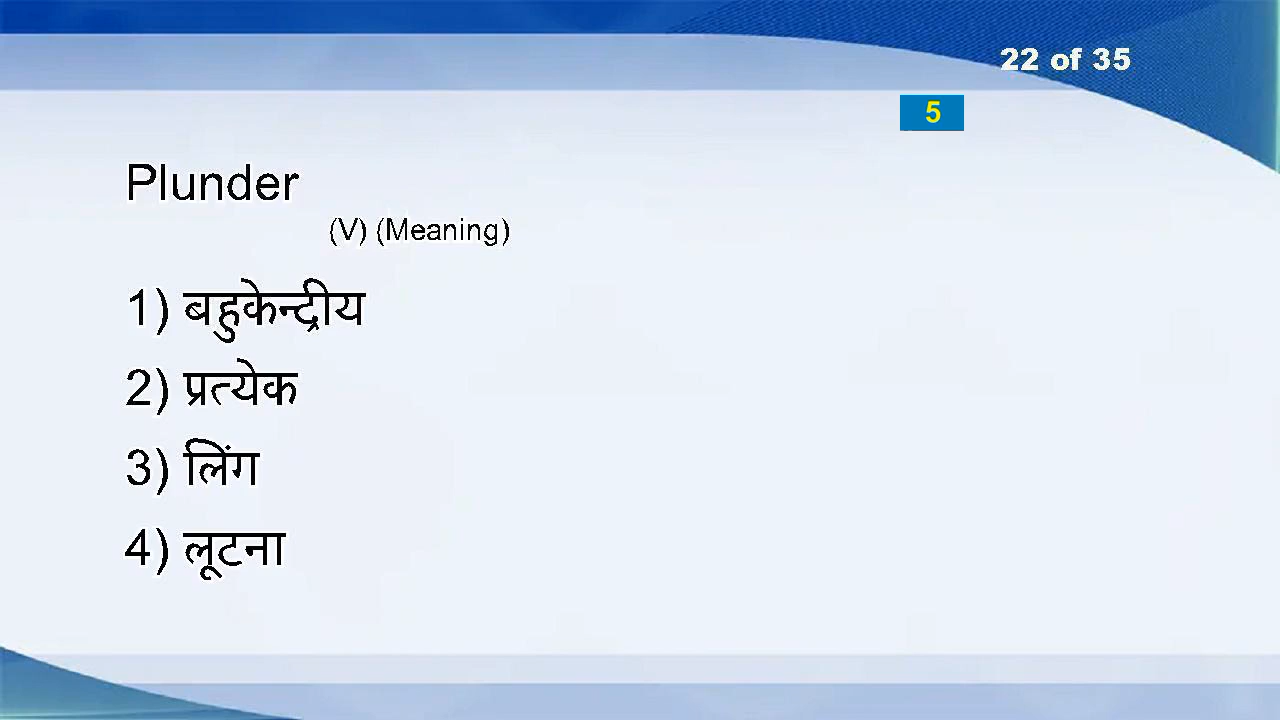 22 of 35
5
Plunder
(V) (Meaning)
1) बहुकेन्द्रीय
2) प्रत्येक
3) लिंग
4) लूटना